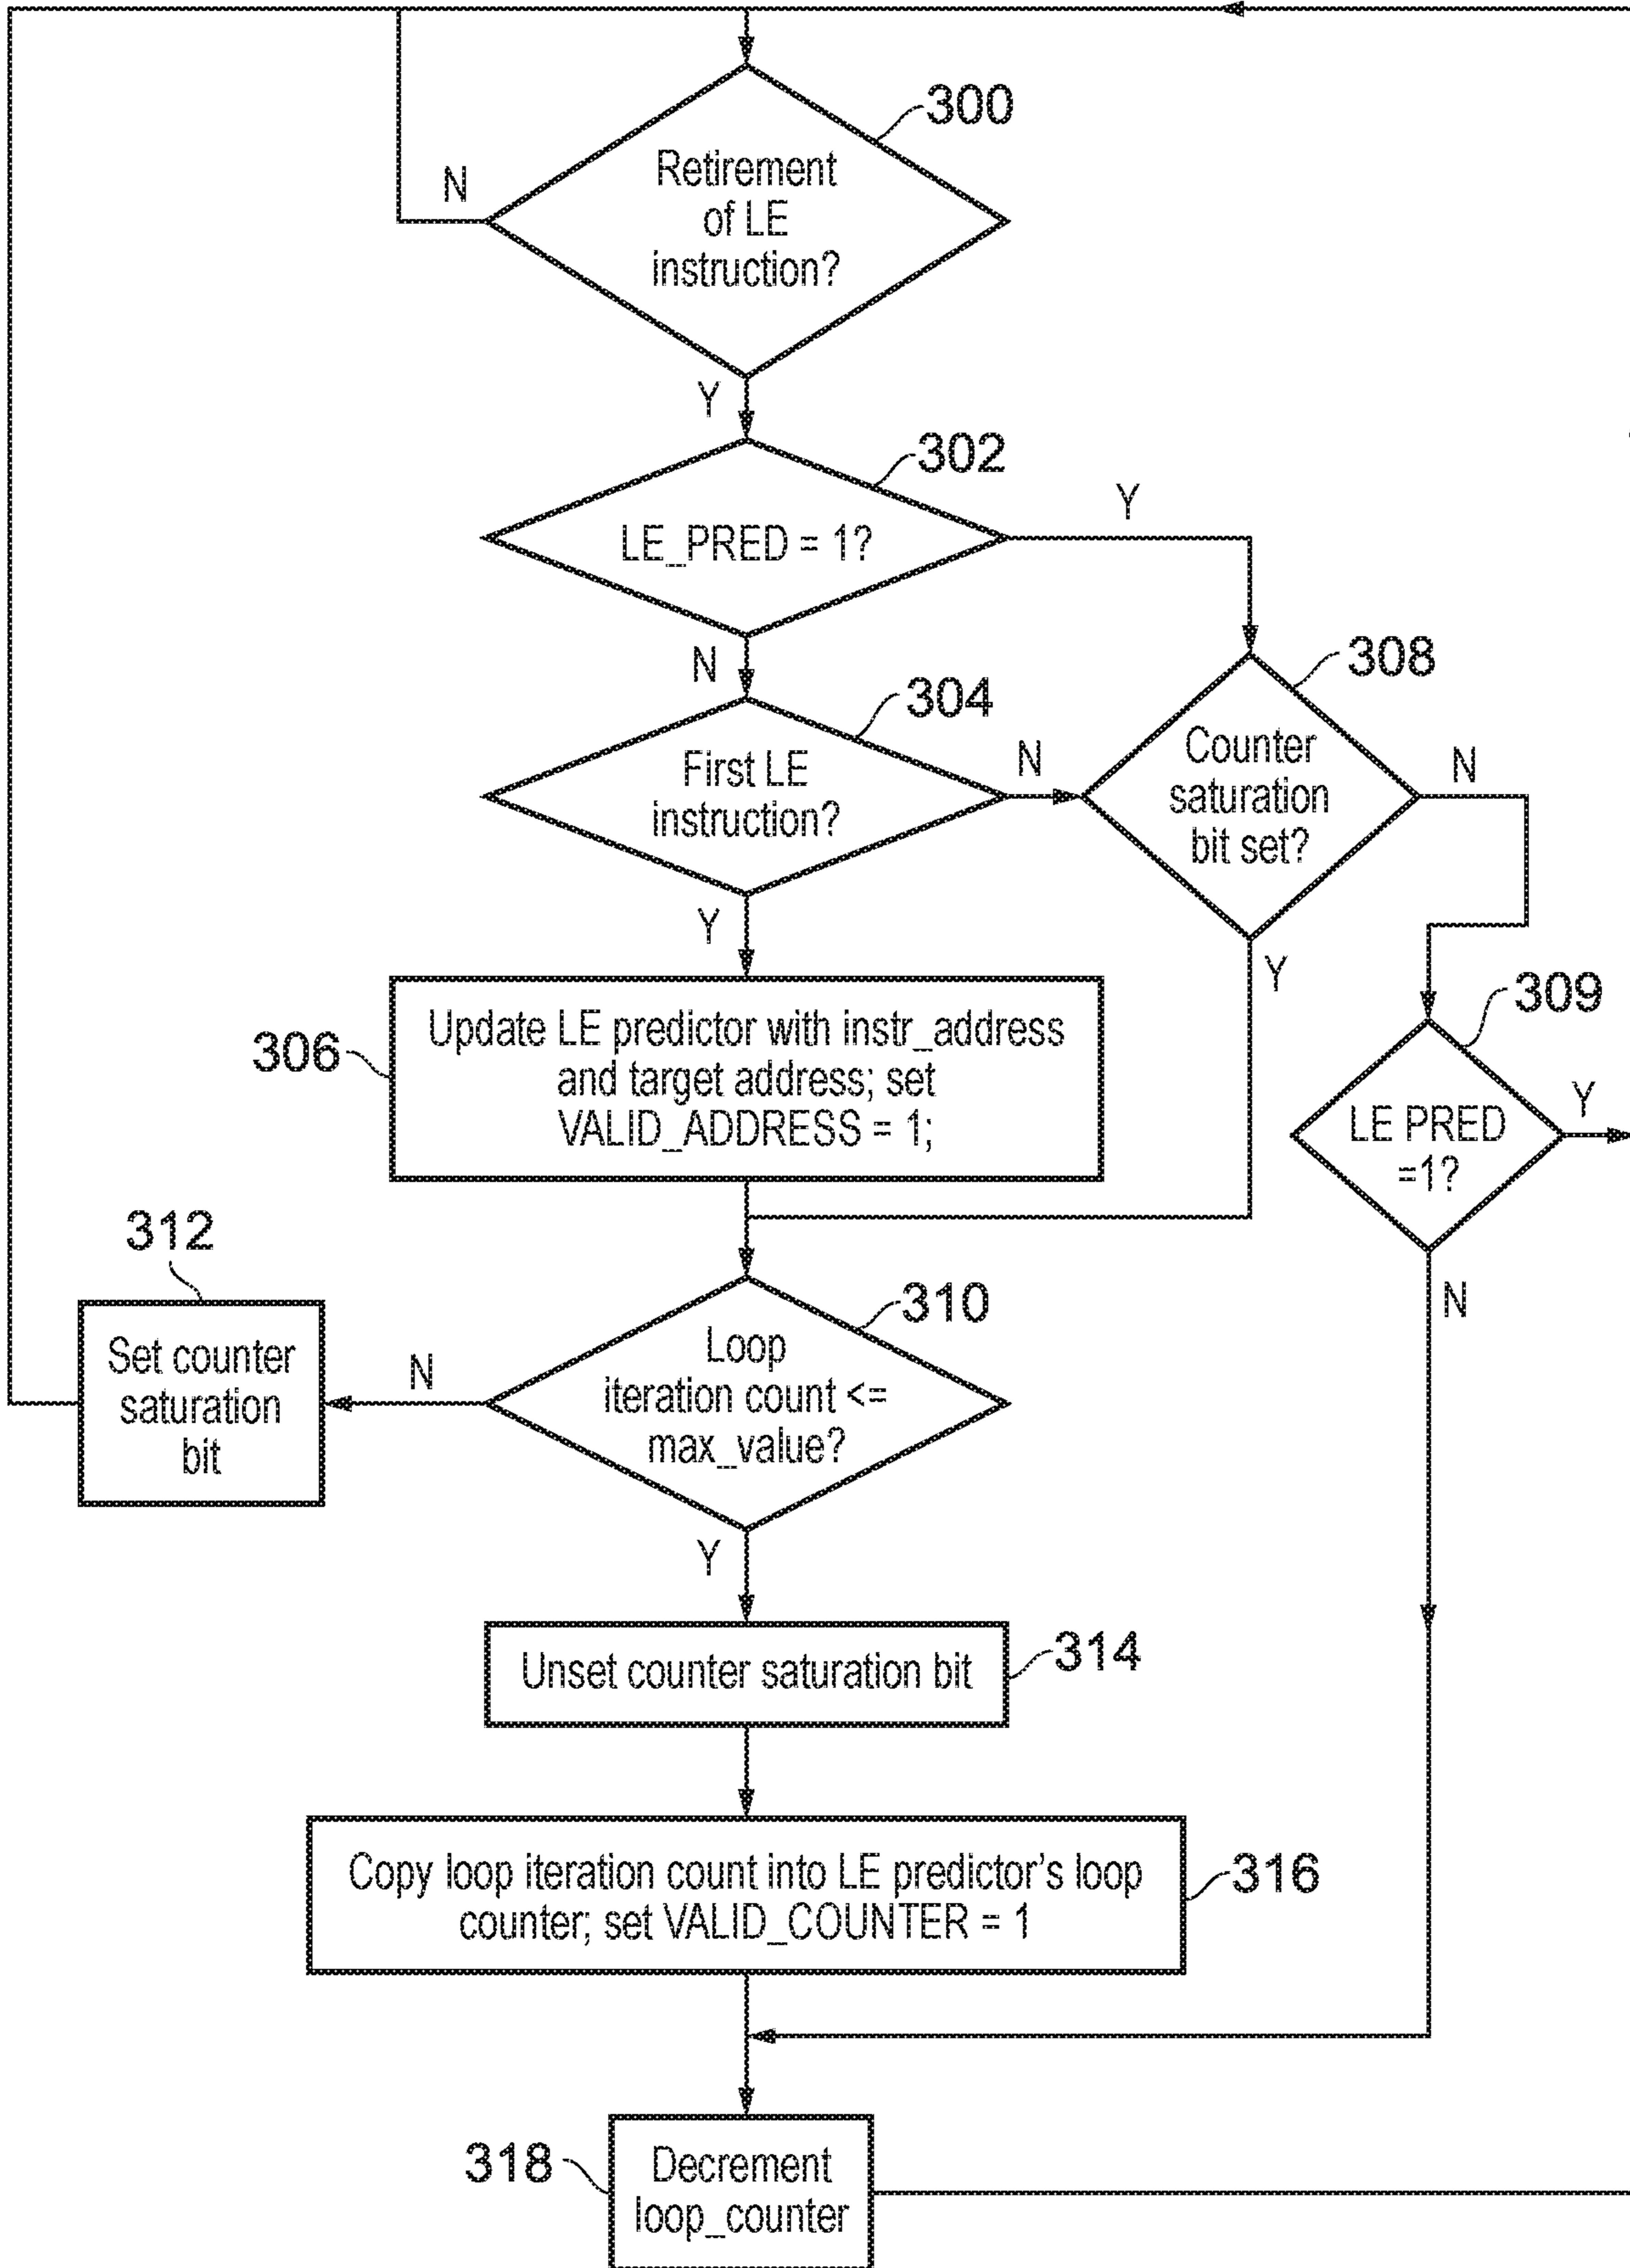 300
Retirement
of LE
instruction?
N
Y
302
LE_PRED = 1?
Y
N
304
First LE
instruction?
N
Y
308
Counter
saturation
bit set?
N
Y
306
Update LE predictor with instr_address
and target address; set
VALID_ADDRESS = 1;
309
LE PRED
=1?
Y
N
312
Set counter
saturation
bit
N
310
Loop
iteration count <=
max_value?
Y
Unset counter saturation bit
314
Copy loop iteration count into LE predictor's loop
counter; set VALID_COUNTER = 1
316
318
Decrement
loop_counter